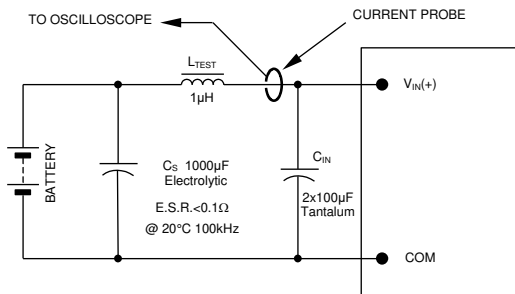 TO OSCILLOSCOPE
CURRENT PROBE
LTEST
1μH
VIN(+)
BATTERY
CS 1000μF
Electrolytic
E.S.R.<0.1Ω
@ 20°C 100kHz
CIN
2x100μF
Tantalum
COM